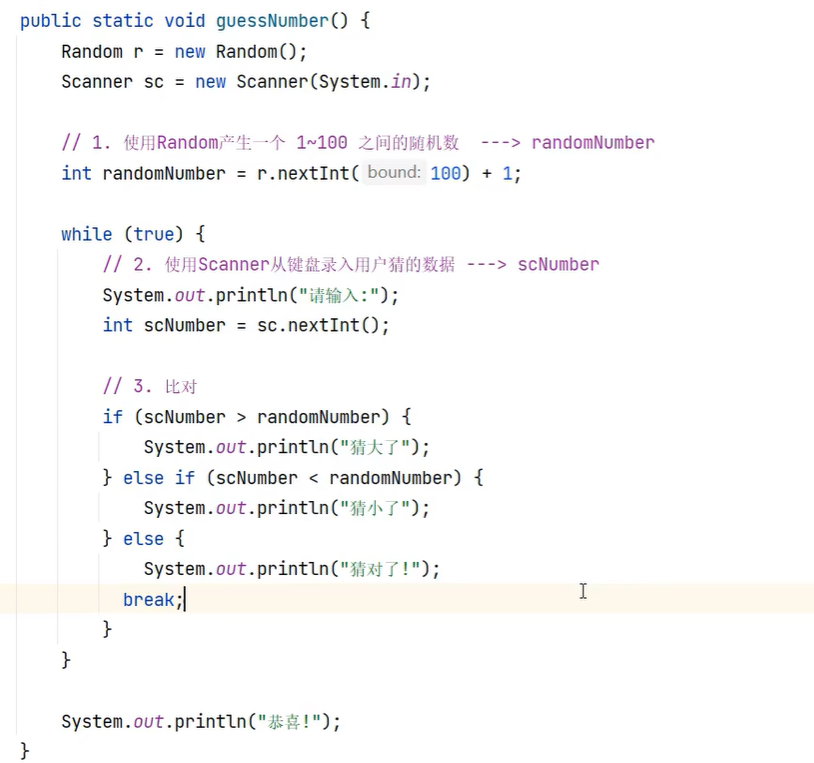 public static void guessNumber() {
Random r = new Random();
Scanner sc = new Scanner(System.in);
// 1. 使用Random产生一个 1~100 之间的随机数 ---> randomNumber
int randomNumber = r.nextInt( bound: 100) + 1;
while (true) {
// 2. 使用Scanner从键盘录入用户猜的数据 ---> scNumber
System.out.println("请输入:");
int scNumber = sc.nextInt();
// 3. 比对
if (scNumber > randomNumber) {
System.out.println("猜大了");
} else if (scNumber < randomNumber) {
System.out.println("猜小了");
} else {
System.out.println("猜对了!");
break;
}
}
System.out.println("恭喜!");
}